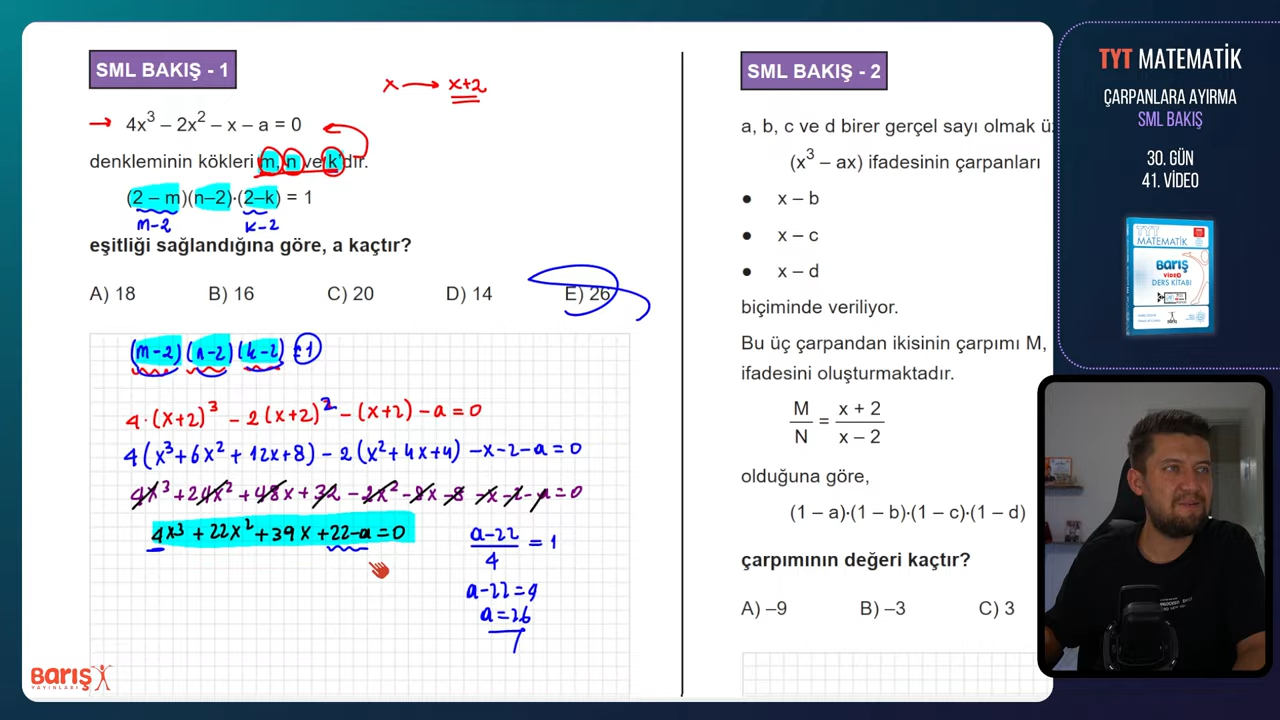 SML BAKIŞ - 1
x → x+2
4x³ – 2x² – x – a = 0
denkleminin kökleri m, n ve k'dır.
(2 – m)(n–2)·(2–k) = 1
m-2 k-2
eşitliği sağlandığına göre, a kaçtır?
A) 18 B) 16 C) 20 D) 14 E) 26
(m-2) (n-2) (k-2) = 1
4·(x+2)³ - 2(x+2)² - (x+2) - a = 0
4(x³+6x²+12x+8) - 2(x²+4x+4) -x-2-a=0
4x³+24x²+48x+32-2x²-8x-8-x-2-a=0
4x³+22x²+39x+22-a=0
a-22
4
= 1
a-22=4
a=26
SML BAKIŞ - 2
a, b, c ve d birer gerçel sayı olmak ü
(x³ – ax) ifadesinin çarpanları
• x – b
• x – c
• x – d
biçiminde veriliyor.
Bu üç çarpandan ikisinin çarpımı M,
ifadesini oluşturmaktadır.
M/N = x + 2/x – 2
olduğuna göre,
(1 – a)·(1 – b)·(1 – c)·(1 – d)
çarpımının değeri kaçtır?
A) –9 B) –3 C) 3
TYT MATEMATİK
ÇARPANLARA AYIRMA
SML BAKIŞ
30. GÜN
41. VİDEO
TYT
MATEMATİK
BARIŞ
VİDEO
DERS KİTABI
BARIŞ
YAYINLARI